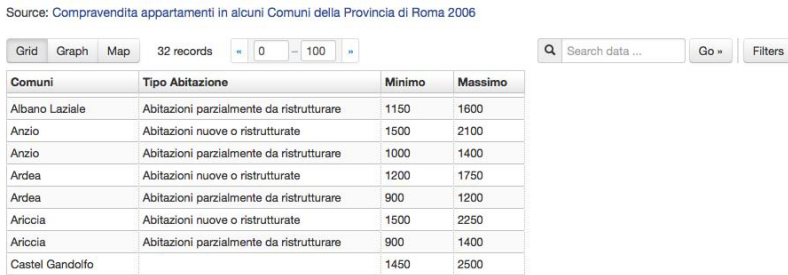 Source: Compravendita appartamenti in alcuni Comuni della Provincia di Roma 2006
Grid Graph Map 32 records « 0 – 100 » Search data ... Go » Filters
Comuni Tipo Abitazione Minimo Massimo
Albano Laziale Abitazioni parzialmente da ristrutturare 1150 1600
Anzio Abitazioni nuove o ristrutturate 1500 2100
Anzio Abitazioni parzialmente da ristrutturare 1000 1400
Ardea Abitazioni nuove o ristrutturate 1200 1750
Ardea Abitazioni parzialmente da ristrutturare 900 1200
Ariccia Abitazioni nuove o ristrutturate 1500 2250
Ariccia Abitazioni parzialmente da ristrutturare 900 1400
Castel Gandolfo 1450 2500